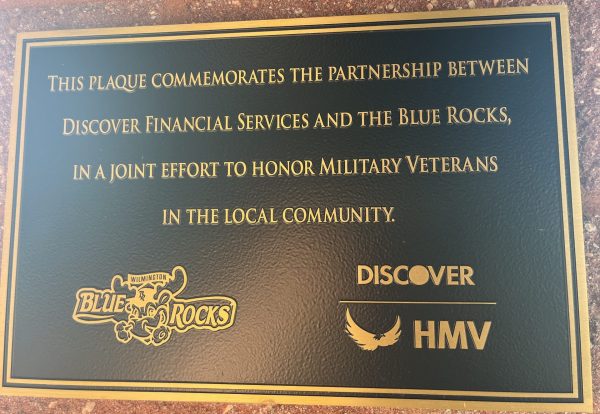 THIS PLAQUE COMMEMORATES THE PARTNERSHIP BETWEEN
DISCOVER FINANCIAL SERVICES AND THE BLUE ROCKS,
IN A JOINT EFFORT TO HONOR MILITARY VETERANS
IN THE LOCAL COMMUNITY.
WILMINGTON
BLUE ROCKS
DISCOVER
HMV